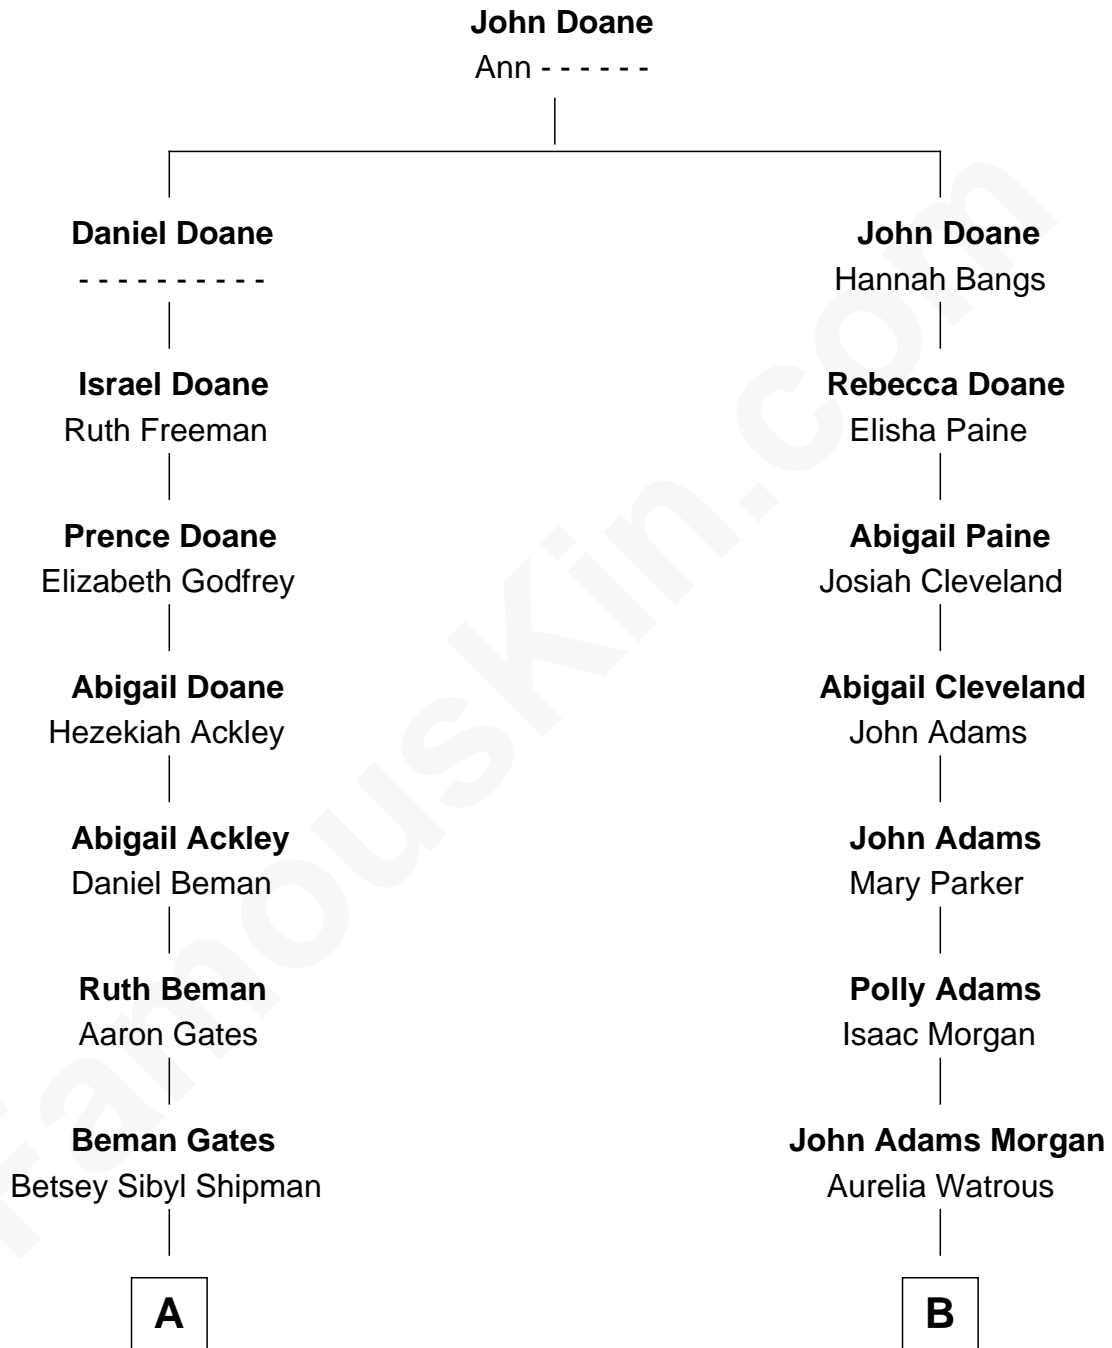 John Doane
Ann - - - - - -
Daniel Doane
- - - - - - - - - -
John Doane
Hannah Bangs
Israel Doane
Ruth Freeman
Rebecca Doane
Elisha Paine
Prence Doane
Elizabeth Godfrey
Abigail Paine
Josiah Cleveland
Abigail Doane
Hezekiah Ackley
Abigail Cleveland
John Adams
Abigail Ackley
Daniel Beman
John Adams
Mary Parker
Ruth Beman
Aaron Gates
Polly Adams
Isaac Morgan
Beman Gates
Betsey Sibyl Shipman
John Adams Morgan
Aurelia Watrous
A
B
FamousKin.com